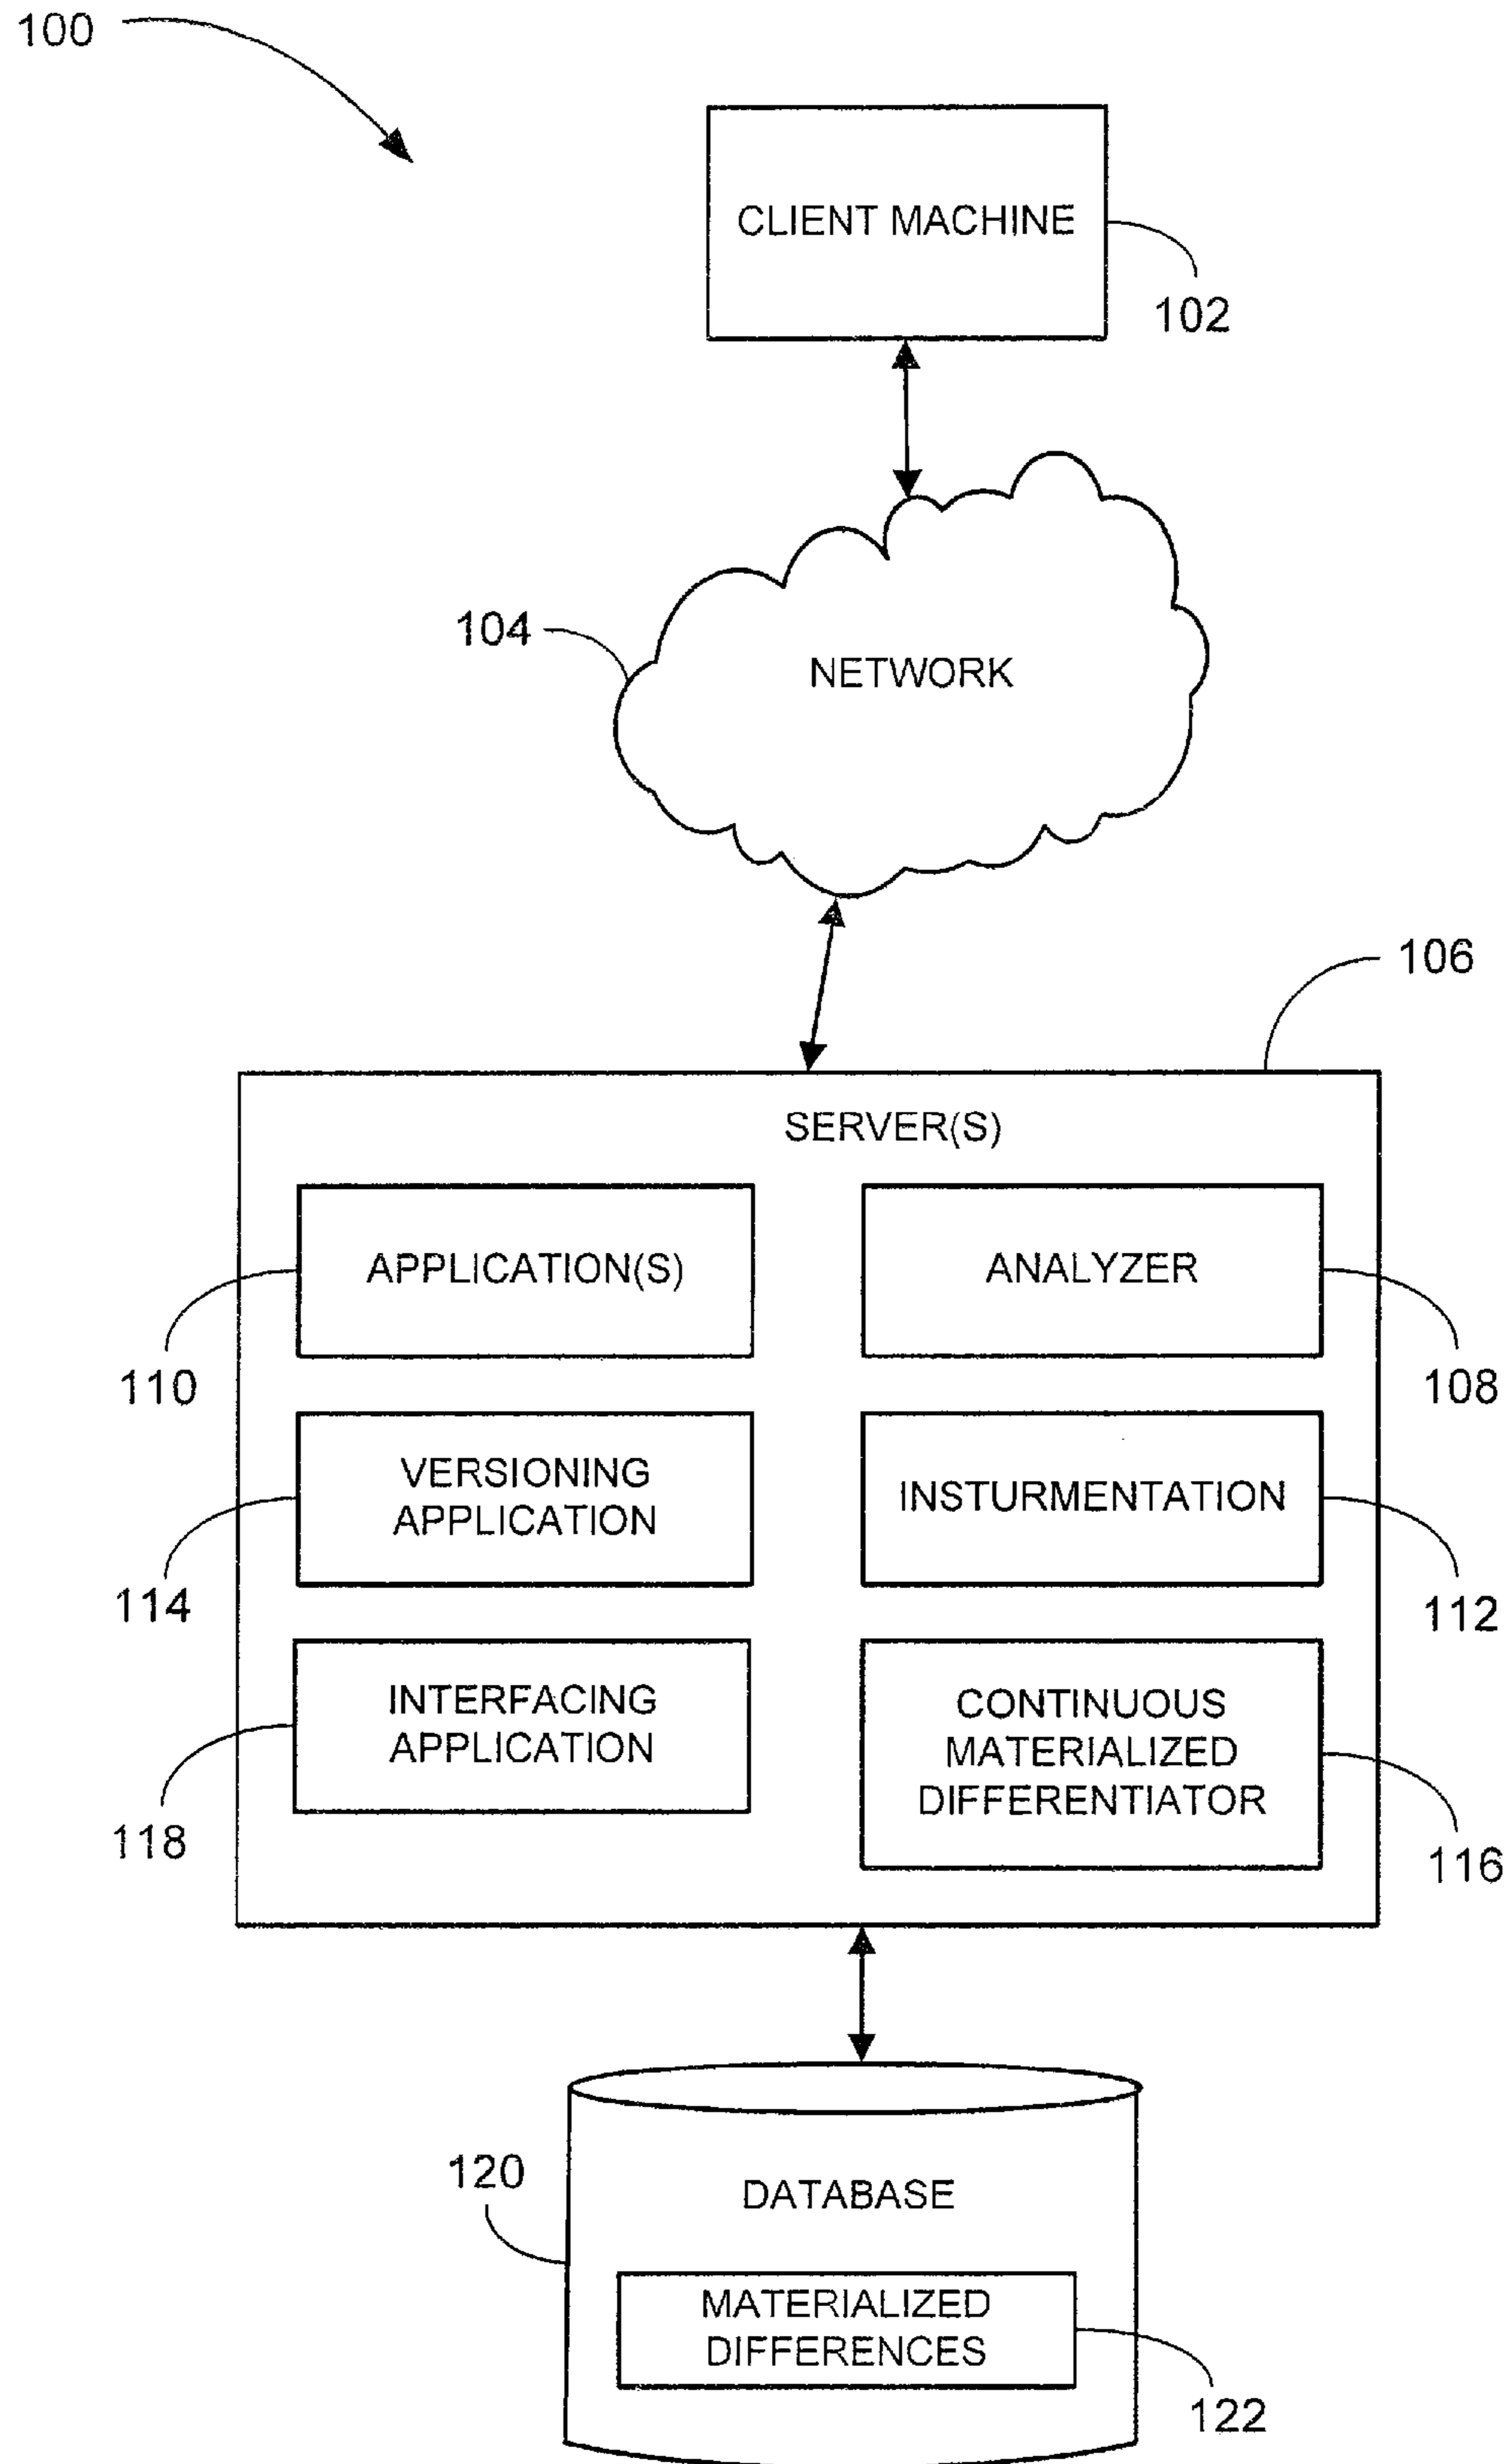 100
CLIENT MACHINE
102
104
NETWORK
106
SERVER(S)
APPLICATION(S)
ANALYZER
110
108
VERSIONING
APPLICATION
INSTURMENTATION
114
112
INTERFACING
APPLICATION
CONTINUOUS
MATERIALIZED
DIFFERENTIATOR
118
116
120
DATABASE
MATERIALIZED
DIFFERENCES
122